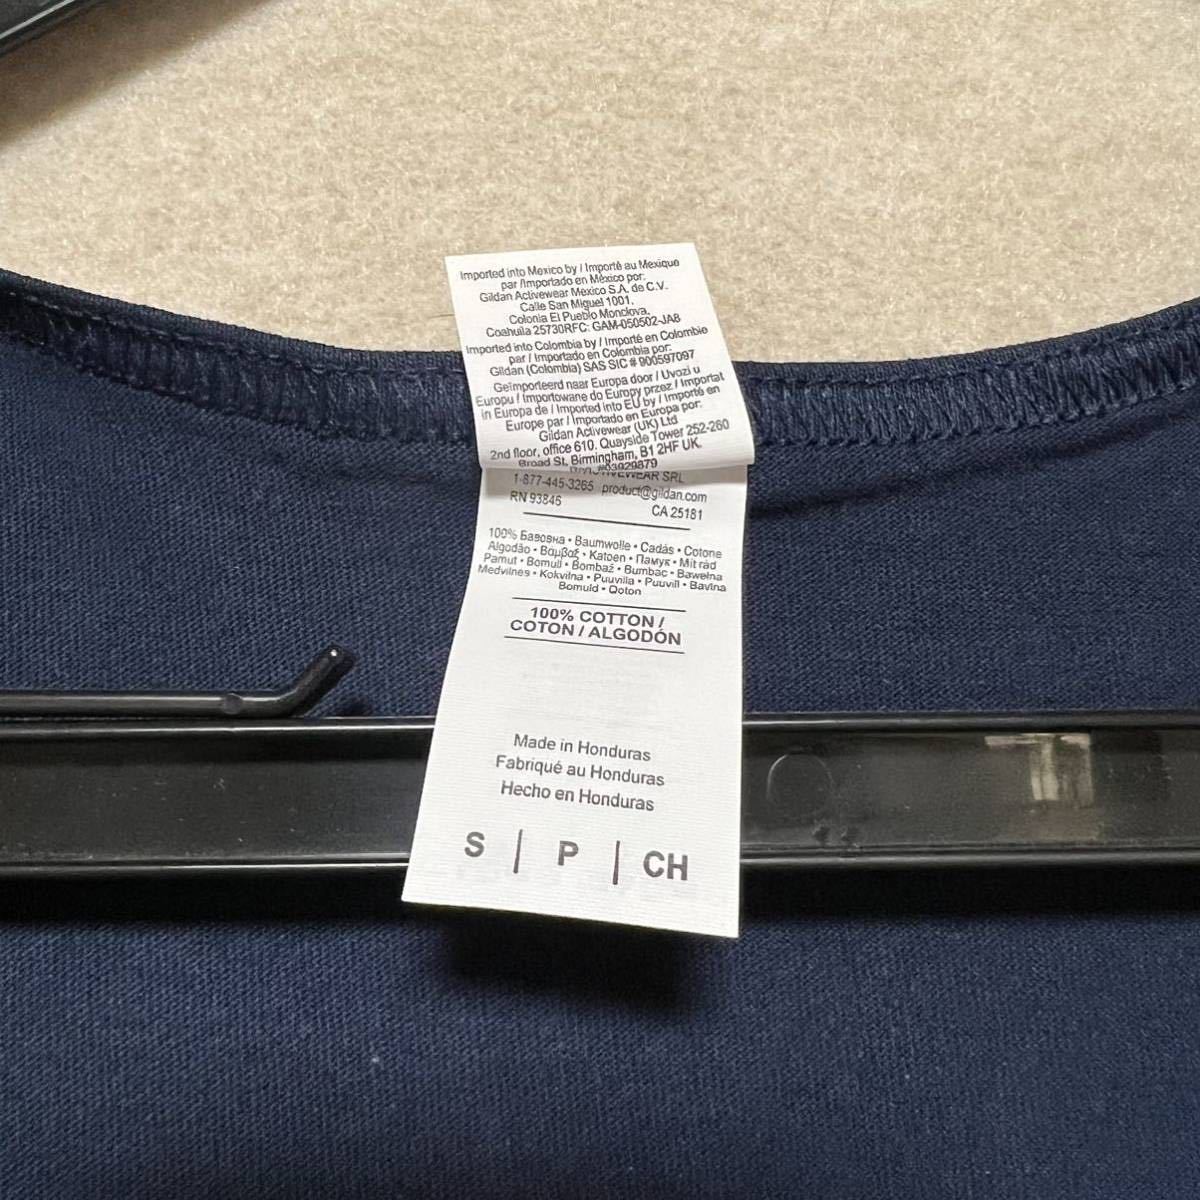 Imported into Mexico by / Importé au Mexique
par /Importado en México por:
Gildan Activewear Mexico S.A. de C.V.
Calle San Miguel 1001,
Colonia El Pueblo Monclova,
Coahuila 25730RFC: GAM-050502-JA8
Imported into Colombia by / Importé en Colombie
par / Importado en Colombia por:
Gildan (Colombia) SAS SIC # 900597097
Geïmporteerd naar Europa door / Uvozi u
Europu / Importowane do Europy przez / Importat
in Europa de / Imported into EU by / Importé en
Europe par / Importado en Europa por:
Gildan Activewear (UK) Ltd
2nd floor, office 610, Quayside Tower 252-260
Broad St, Birmingham, B1 2HF UK.
#03929879
SRL
1-877-445-3265 product@gildan.com
RN 93846 CA 25181
100% Бавовна • Baumwolle • Cadás • Cotone
Algodão • Βαμβαξ • Katoen • Памук • Mit rad
Pamut • Bomull • Bombaž • Bumbac • Bawełna
Medvilnes • Kokvilna • Puuvilla • Puuvill • Bavlna
Bomuld • Qoton
100% COTTON /
COTON / ALGODÓN
Made in Honduras
Fabriqué au Honduras
Hecho en Honduras
S | P | CH